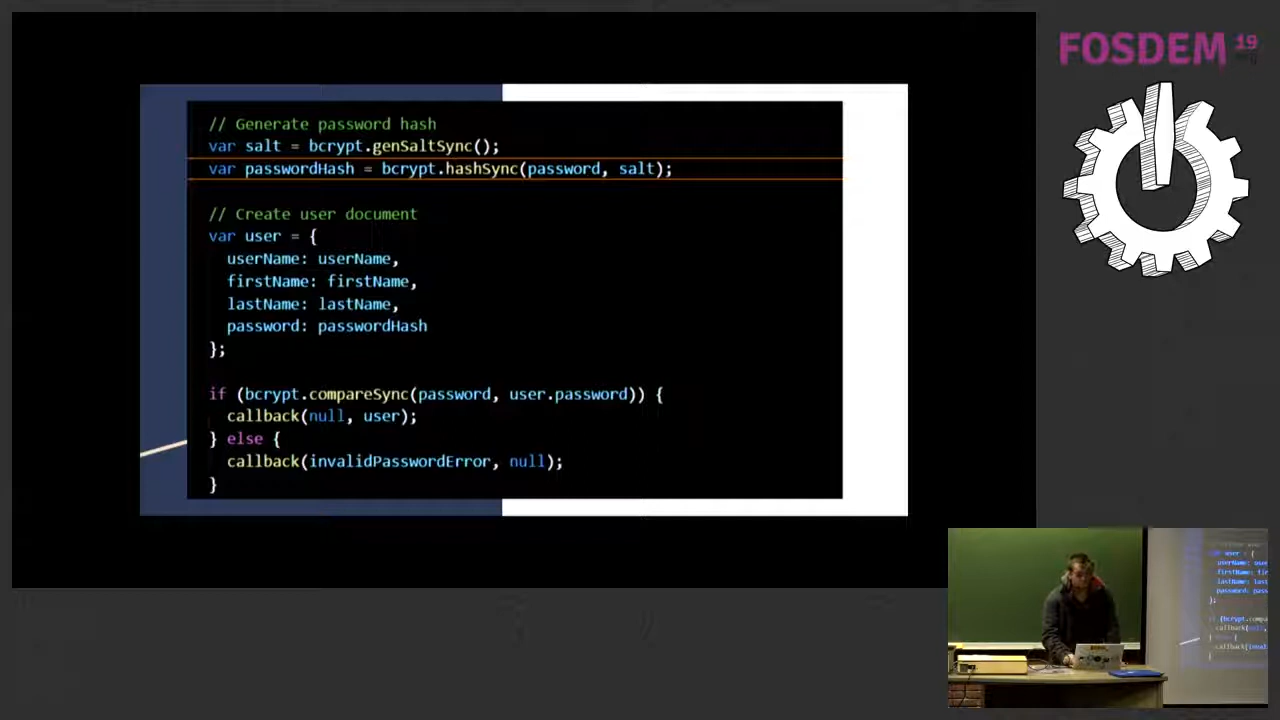 FOSDEM 19
// Generate password hash
var salt = bcrypt.genSaltSync();
var passwordHash = bcrypt.hashSync(password, salt);
// Create user document
var user = {
userName: userName,
firstName: firstName,
lastName: lastName,
password: passwordHash
};
if (bcrypt.compareSync(password, user.password)) {
callback(null, user);
} else {
callback(invalidPasswordError, null);
}